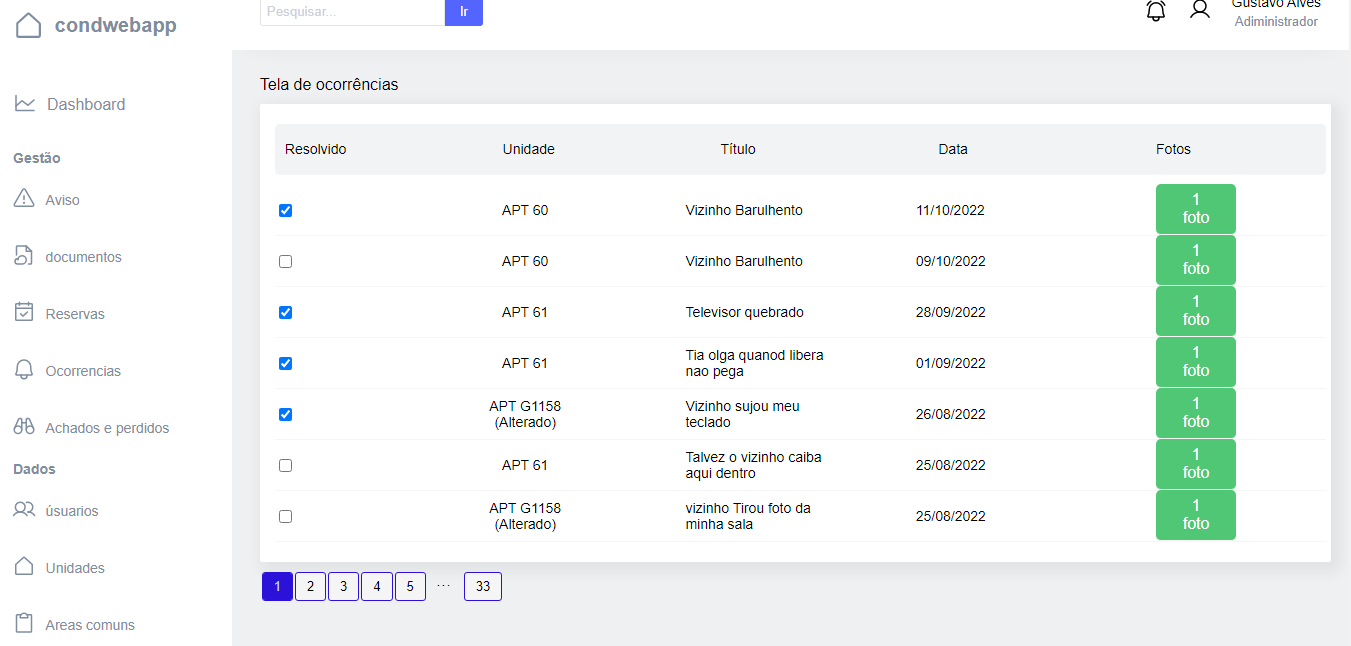 condwebapp
Pesquisar...
Ir
Gustavo Alves
Adiministrador
Dashboard
Gestão
Aviso
documentos
Reservas
Ocorrencias
Achados e perdidos
Dados
úsuarios
Unidades
Areas comuns
Tela de ocorrências
Resolvido Unidade Título Data Fotos
APT 60 Vizinho Barulhento 11/10/2022 1
foto
APT 60 Vizinho Barulhento 09/10/2022 1
foto
APT 61 Televisor quebrado 28/09/2022 1
foto
APT 61 Tia olga quanod libera 01/09/2022 1
nao pega foto
APT G1158 Vizinho sujou meu 26/08/2022 1
(Alterado) teclado foto
APT 61 Talvez o vizinho caiba 25/08/2022 1
aqui dentro foto
APT G1158 vizinho Tirou foto da 25/08/2022 1
(Alterado) minha sala foto
1 2 3 4 5 ... 33